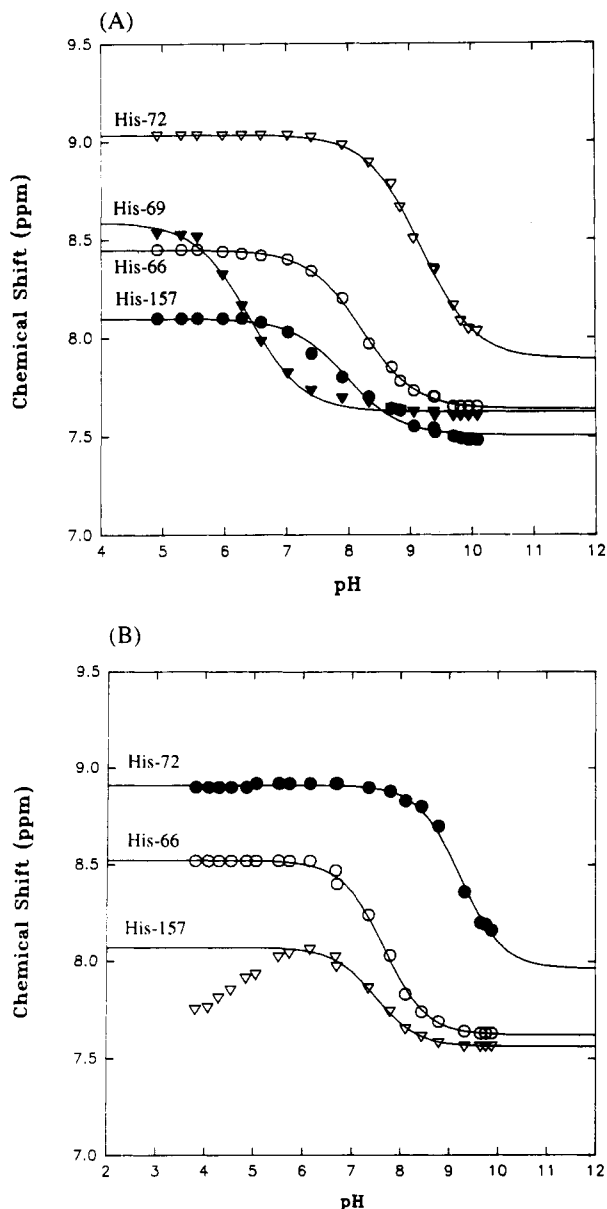 (A)
9.5
9.0
8.5
8.0
7.5
7.0
Chemical Shift (ppm)
His-72
His-69
His-66
His-157
4 5 6 7 8 9 10 11 12
pH
(B)
9.5
9.0
8.5
8.0
7.5
7.0
Chemical Shift (ppm)
His-72
His-66
His-157
2 3 4 5 6 7 8 9 10 11 12
pH